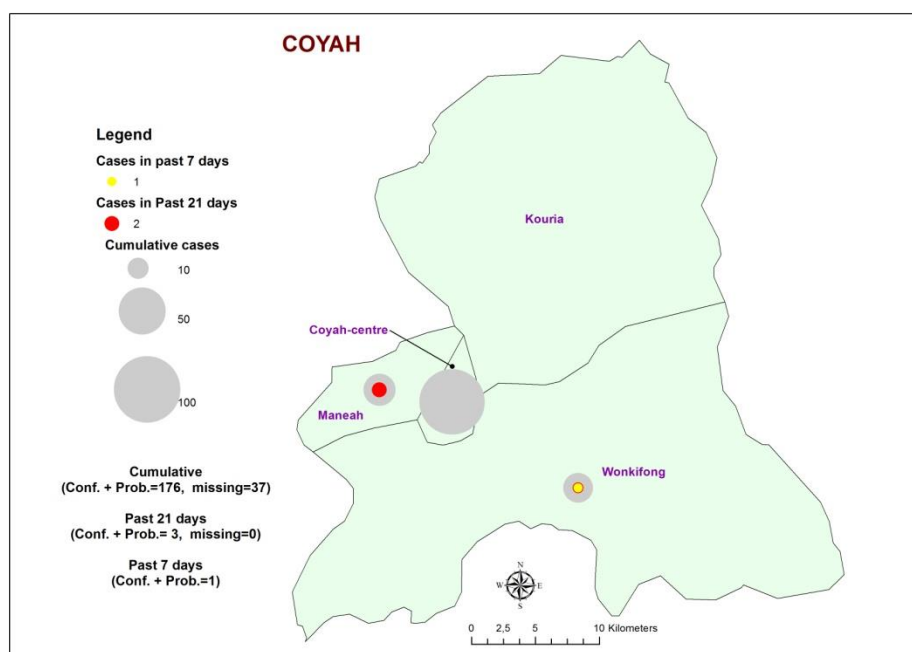 COYAH
Legend
Cases in past 7 days
1
Cases in Past 21 days
2
Cumulative cases
10
50
100
Cumulative
(Conf. + Prob.=176, missing=37)
Past 21 days
(Conf. + Prob.= 3, missing=0)
Past 7 days
(Conf. + Prob.=1)
Kouria
Coyah-centre
Maneah
Wonkifong
N
W E
S
0 2,5 5 10 Kilometers